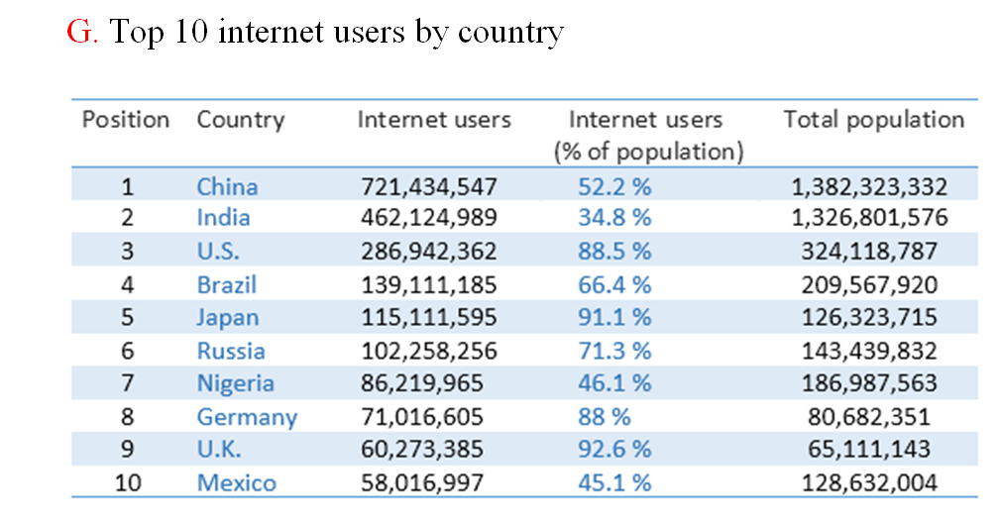 G. Top 10 internet users by country
Position Country Internet users Internet users Total population
(% of population)
1 China 721,434,547 52.2 % 1,382,323,332
2 India 462,124,989 34.8 % 1,326,801,576
3 U.S. 286,942,362 88.5 % 324,118,787
4 Brazil 139,111,185 66.4 % 209,567,920
5 Japan 115,111,595 91.1 % 126,323,715
6 Russia 102,258,256 71.3 % 143,439,832
7 Nigeria 86,219,965 46.1 % 186,987,563
8 Germany 71,016,605 88 % 80,682,351
9 U.K. 60,273,385 92.6 % 65,111,143
10 Mexico 58,016,997 45.1 % 128,632,004